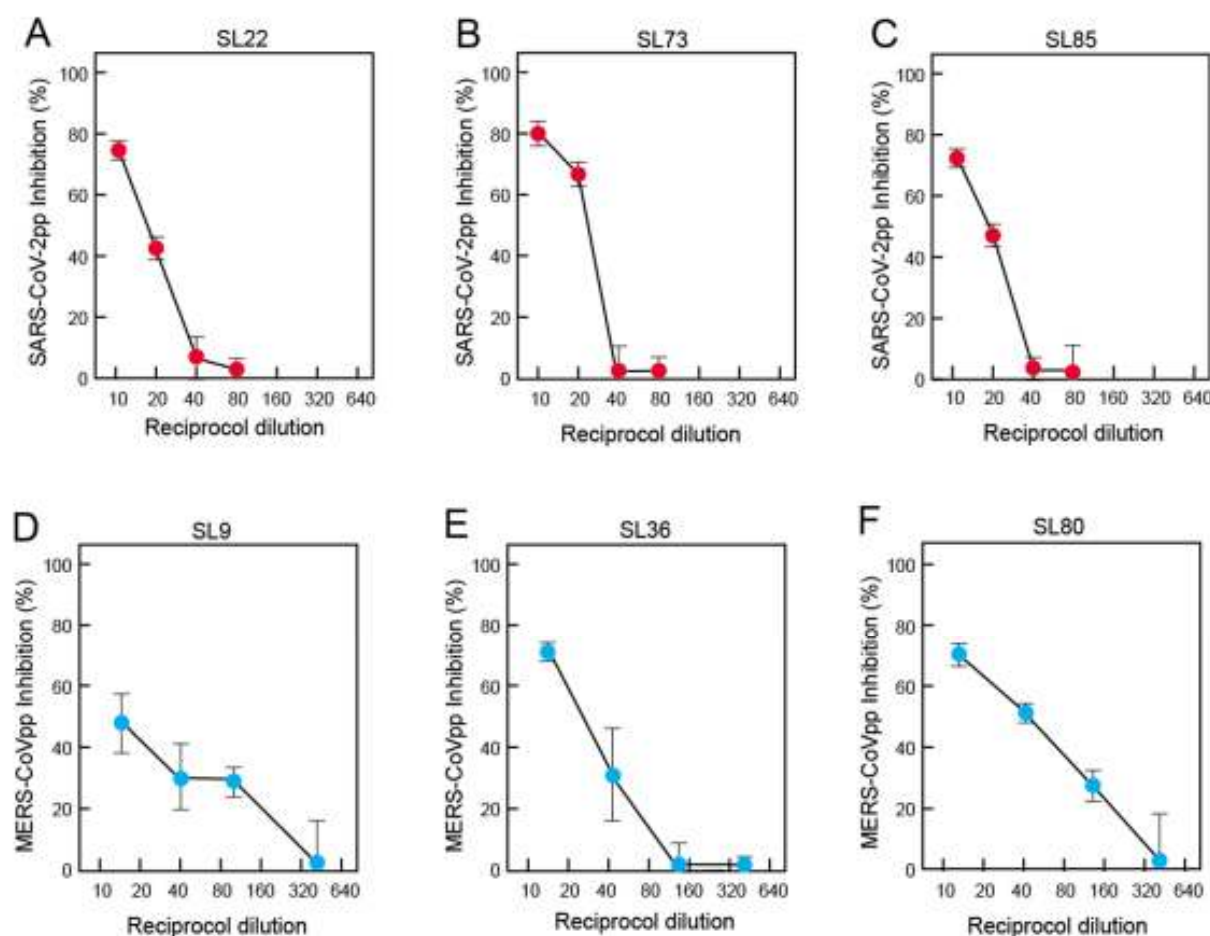 A
SL22
SARS-CoV-2pp Inhibition (%)
100
80
60
40
20
0
10 20 40 80 160 320 640
Reciprocol dilution
B
SL73
SARS-CoV-2pp Inhibition (%)
100
80
60
40
20
0
10 20 40 80 160 320 640
Reciprocol dilution
C
SL85
SARS-CoV-2pp Inhibition (%)
100
80
60
40
20
0
10 20 40 80 160 320 640
Reciprocol dilution
D
SL9
MERS-CoVpp Inhibition (%)
100
80
60
40
20
0
10 20 40 80 160 320 640
Reciprocol dilution
E
SL36
MERS-CoVpp Inhibition (%)
100
80
60
40
20
0
10 20 40 80 160 320 640
Reciprocol dilution
F
SL80
MERS-CoVpp Inhibition (%)
100
80
60
40
20
0
10 20 40 80 160 320 640
Reciprocol dilution